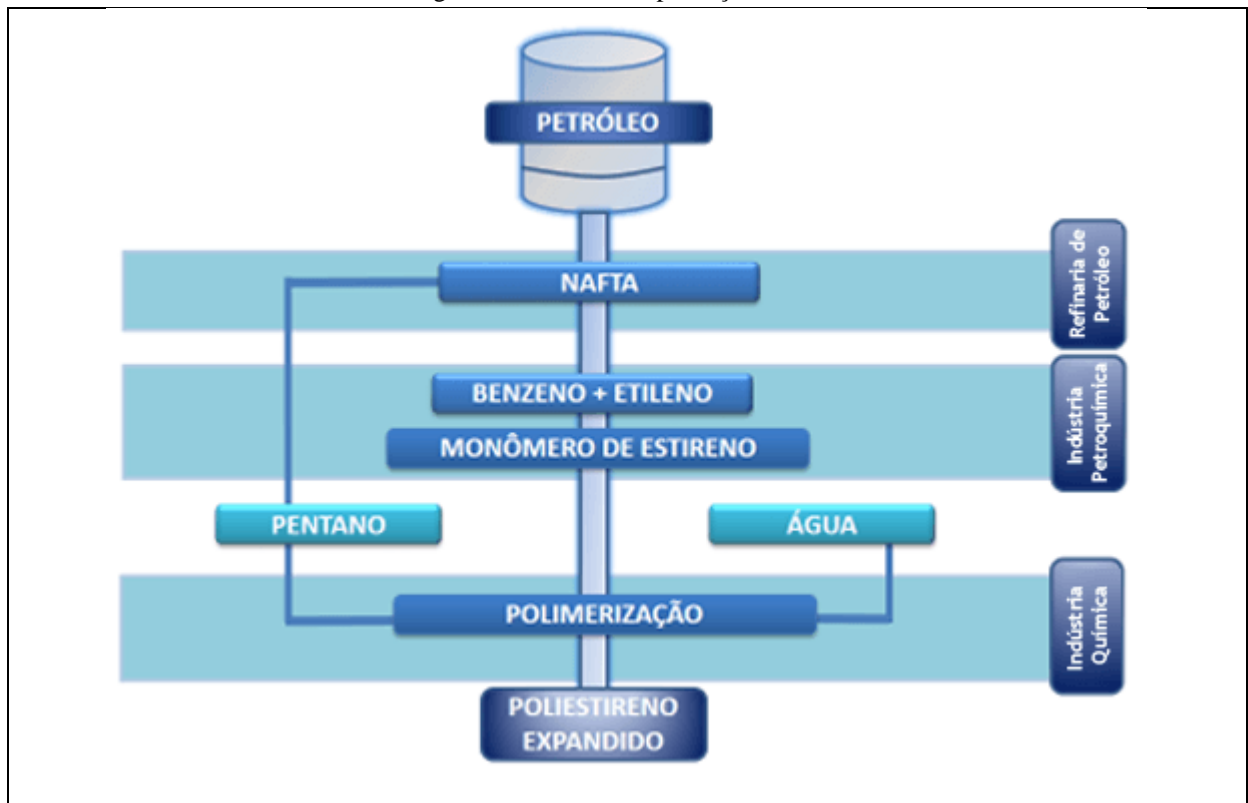 PETRÓLEO
NAFTA
Refinaria de
Petróleo
BENZENO + ETILENO
MONÔMERO DE ESTIRENO
Indústria
Petroquímica
PENTANO
ÁGUA
POLIMERIZAÇÃO
Indústria
Química
POLIESTIRENO
EXPANDIDO